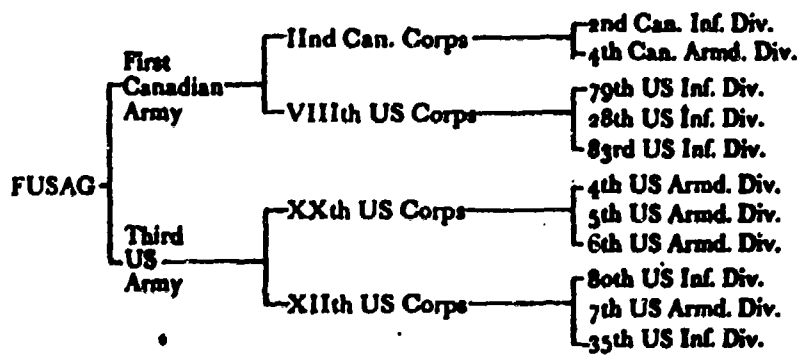 FUSAG
First
Canadian
Army
IInd Can. Corps
2nd Can. Inf. Div.
4th Can. Armd. Div.
VIIIth US Corps
79th US Inf. Div.
28th US Inf. Div.
83rd US Inf. Div.
Third
US
Army
XXth US Corps
4th US Armd. Div.
5th US Armd. Div.
6th US Armd. Div.
XIIth US Corps
80th US Inf. Div.
7th US Armd. Div.
35th US Inf. Div.